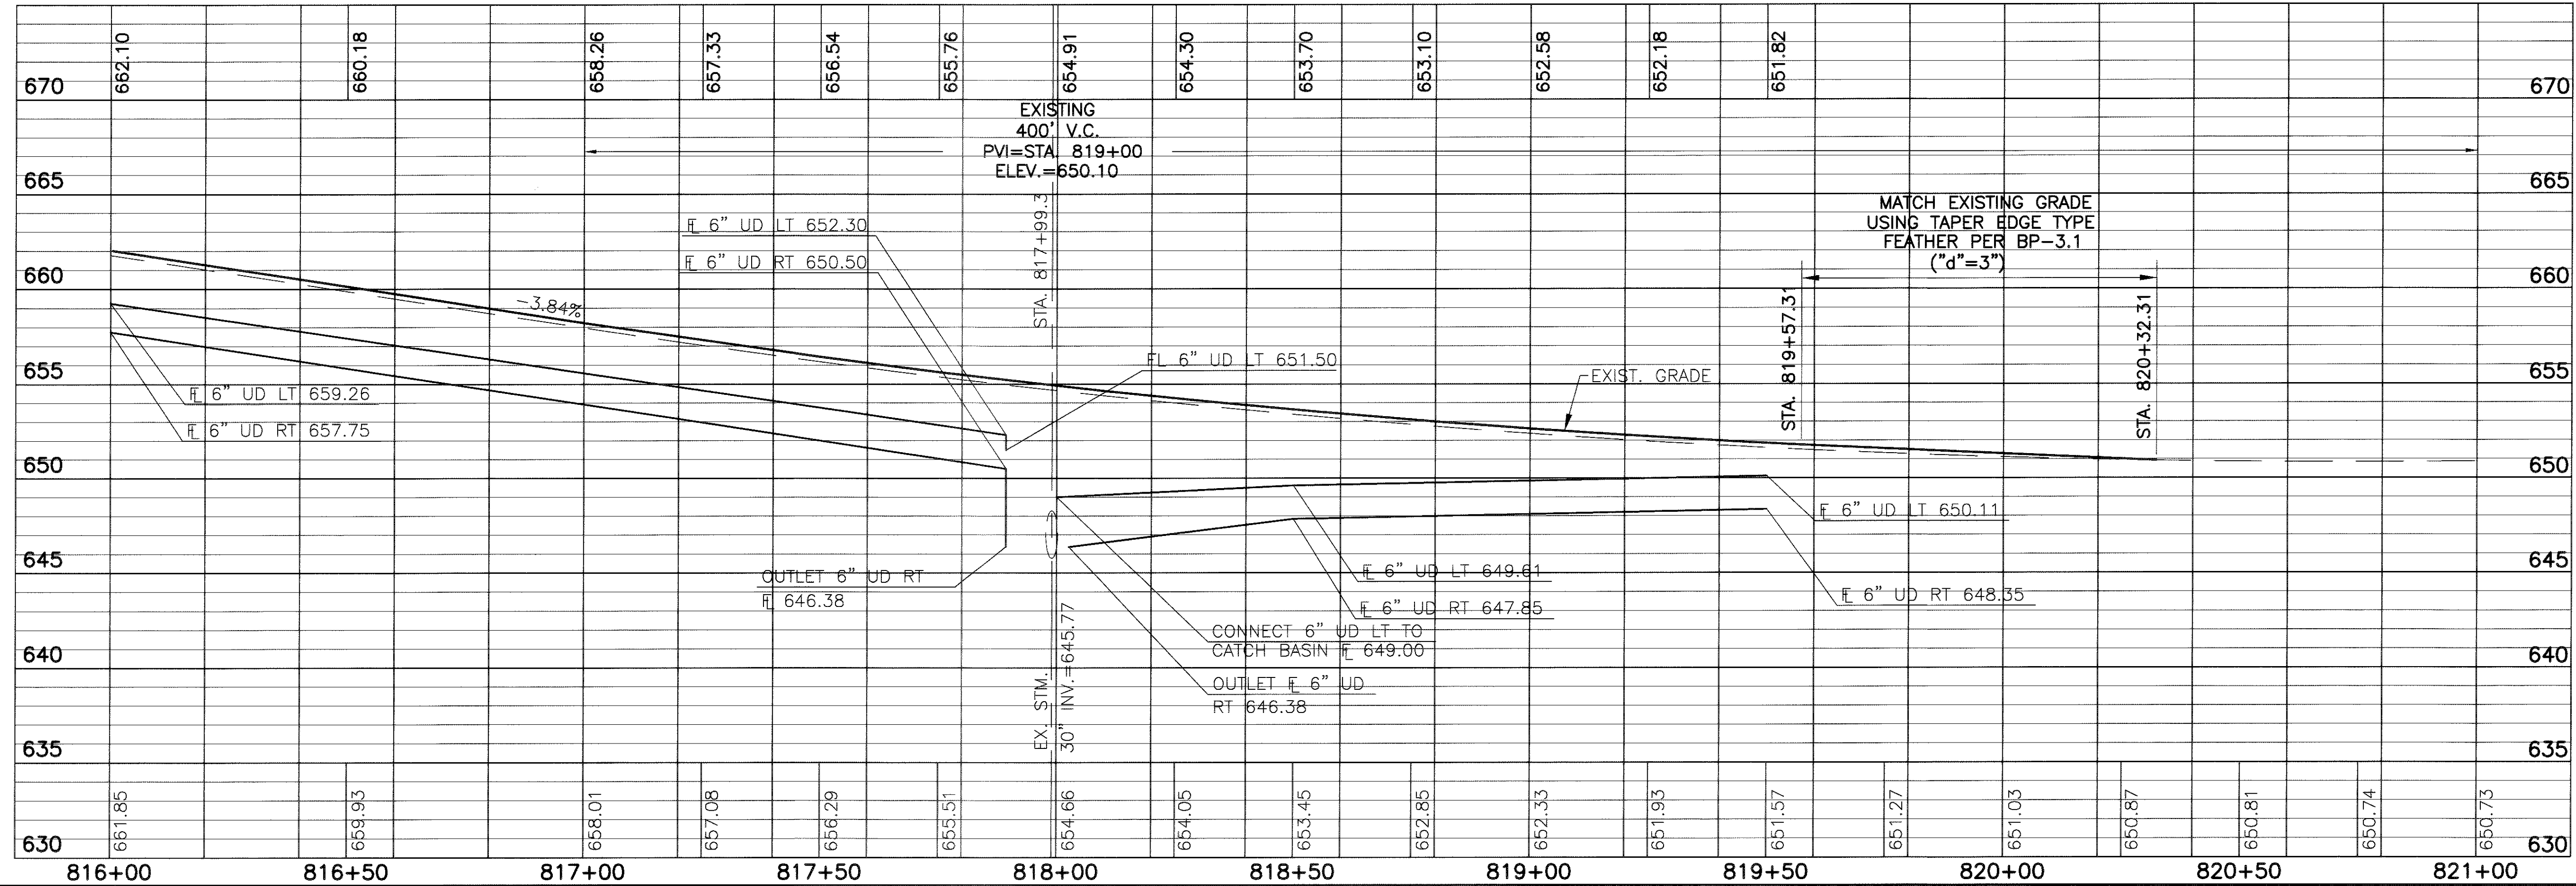 662.10
660.18
658.26
657.33
656.54
655.76
654.91
654.30
653.70
653.10
652.58
652.18
651.82
670
670
EXISTING
400' V.C.
PVI=STA. 819+00
ELEV.=650.10
665
665
MATCH EXISTING GRADE
USING TAPER EDGE TYPE
FEATHER PER BP-3.1
("d"=3")
FL 6" UD LT 652.30
FL 6" UD RT 650.50
STA. 817+99.3
660
660
-3.84%
STA. 819+57.31
STA. 820+32.31
655
655
FL 6" UD LT 651.50
EXIST. GRADE
FL 6" UD LT 659.26
FL 6" UD RT 657.75
650
650
FL 6" UD LT 650.11
645
645
OUTLET 6" UD RT
FL 646.38
FL 6" UD LT 649.61
FL 6" UD RT 647.85
FL 6" UD RT 648.35
CONNECT 6" UD LT TO
CATCH BASIN FL 649.00
640
640
OUTLET FL 6" UD
RT 646.38
EX. STM.
30" INV.=645.77
635
635
661.85
659.93
658.01
657.08
656.29
655.51
654.66
654.05
653.45
652.85
652.33
651.93
651.57
651.27
651.03
650.87
650.81
650.74
650.73
630
630
816+00
816+50
817+00
817+50
818+00
818+50
819+00
819+50
820+00
820+50
821+00